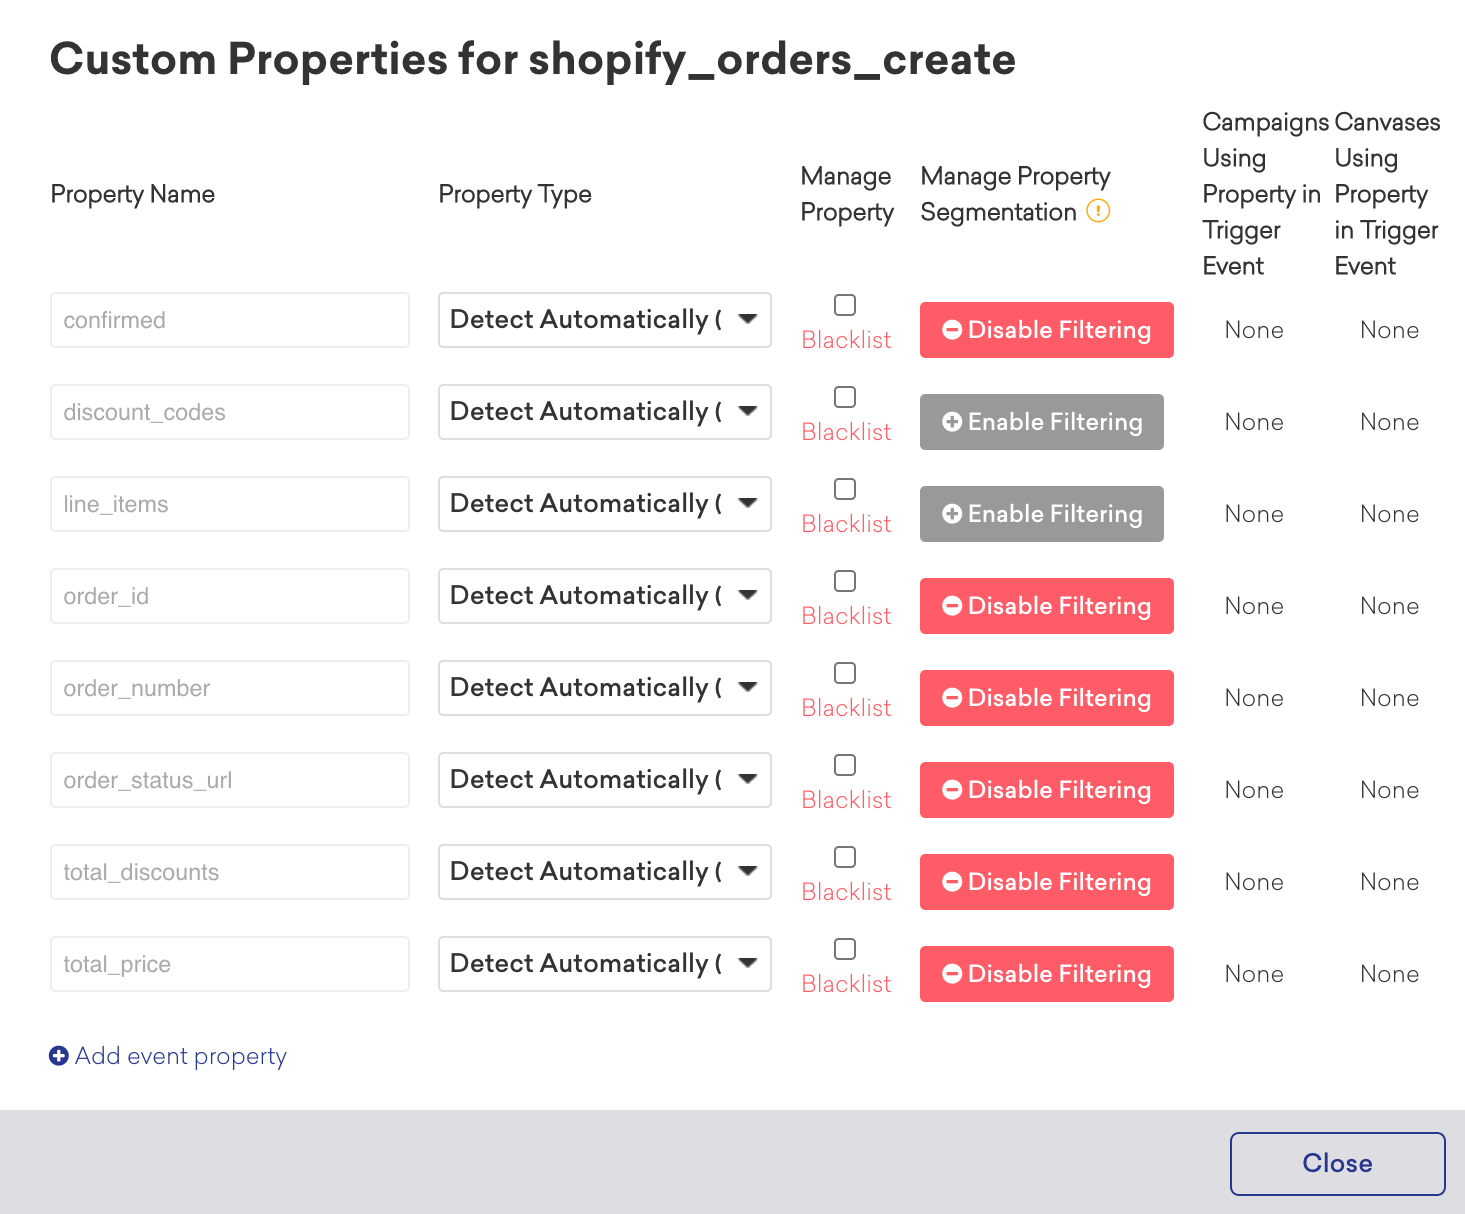 Custom Properties for shopify_orders_create
Property Name
Property Type
Manage
Property
Manage Property
Segmentation
Campaigns
Using
Property in
Trigger
Event
Canvases
Using
Property
in Trigger
Event
confirmed Detect Automatically ( Blacklist Disable Filtering None None
discount_codes Detect Automatically ( Blacklist Enable Filtering None None
line_items Detect Automatically ( Blacklist Enable Filtering None None
order_id Detect Automatically ( Blacklist Disable Filtering None None
order_number Detect Automatically ( Blacklist Disable Filtering None None
order_status_url Detect Automatically ( Blacklist Disable Filtering None None
total_discounts Detect Automatically ( Blacklist Disable Filtering None None
total_price Detect Automatically ( Blacklist Disable Filtering None None
Add event property
Close